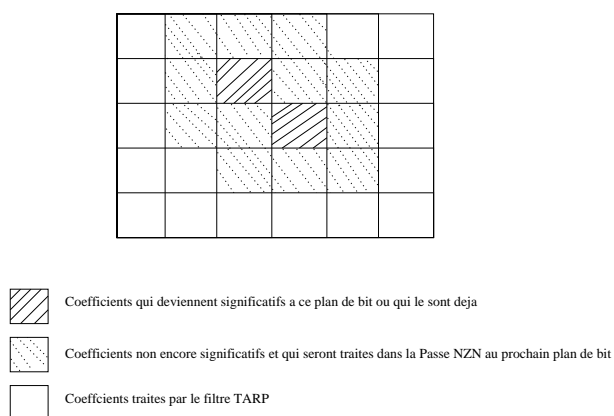 Coefficients qui deviennent significatifs a ce plan de bit ou qui le sont deja
Coefficients non encore significatifs et qui seront traites dans la Passe NZN au prochain plan de bit
Coeffcients traites par le filtre TARP